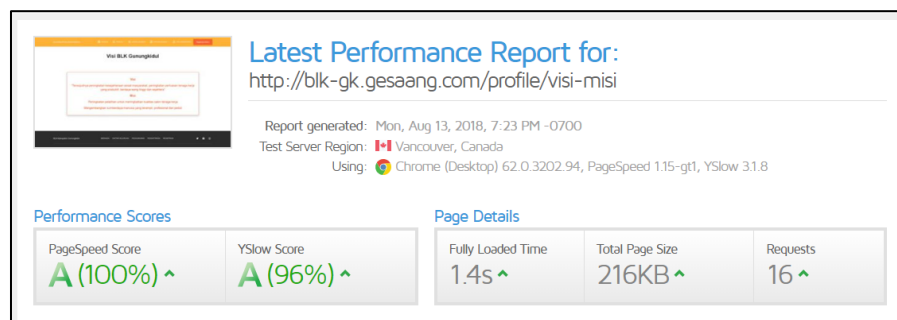 Latest Performance Report for:
http://blk-gk.gesaang.com/profile/visi-misi
Visi BLK Gunungkidul
Report generated: Mon, Aug 13, 2018, 7:23 PM -0700
Test Server Region: Vancouver, Canada
Using: Chrome (Desktop) 62.0.3202.94, PageSpeed 1.15-gt1, YSlow 3.1.8
Performance Scores
PageSpeed Score
A (100%)
YSlow Score
A (96%)
Page Details
Fully Loaded Time
1.4s
Total Page Size
216KB
Requests
16